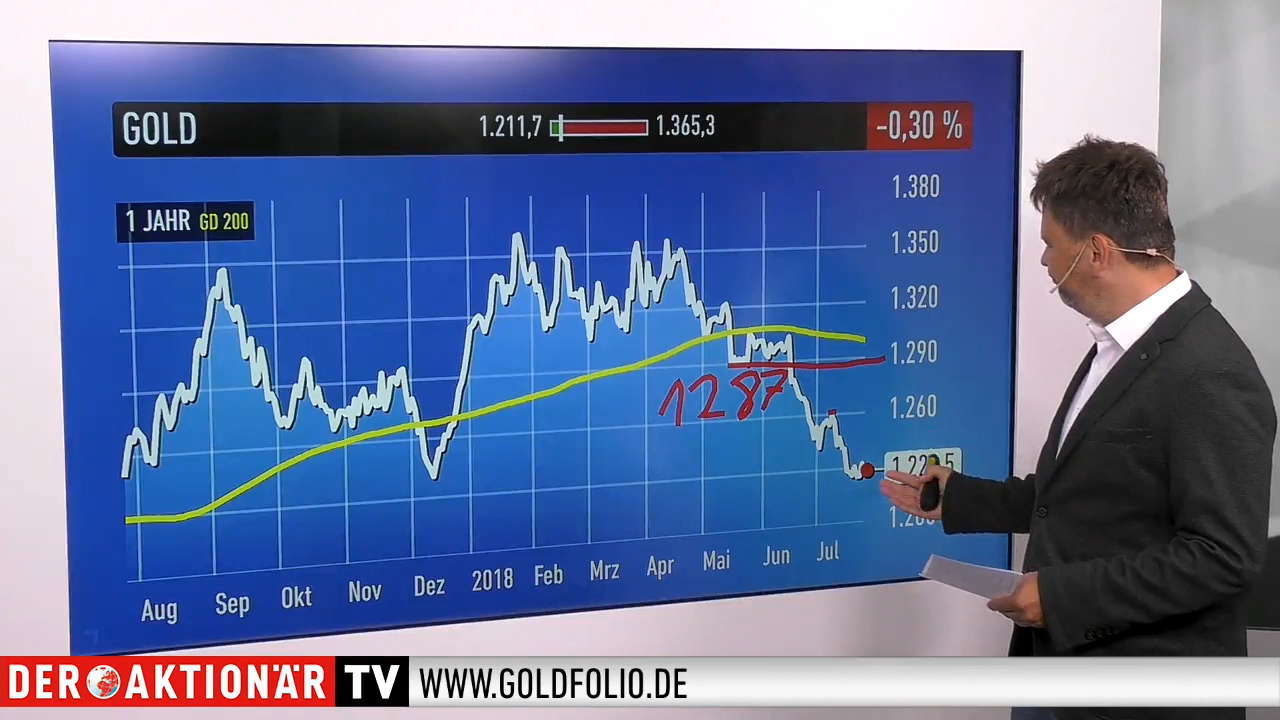 GOLD 1.211,7 1.365,3 -0,30 %
1 JAHR GD 200
1.380
1.350
1.320
1.290
1287
1.260
Aug Sep Okt Nov Dez 2018 Feb Mrz Apr Mai Jun Jul
DER AKTIONÄR TV WWW.GOLDFOLIO.DE